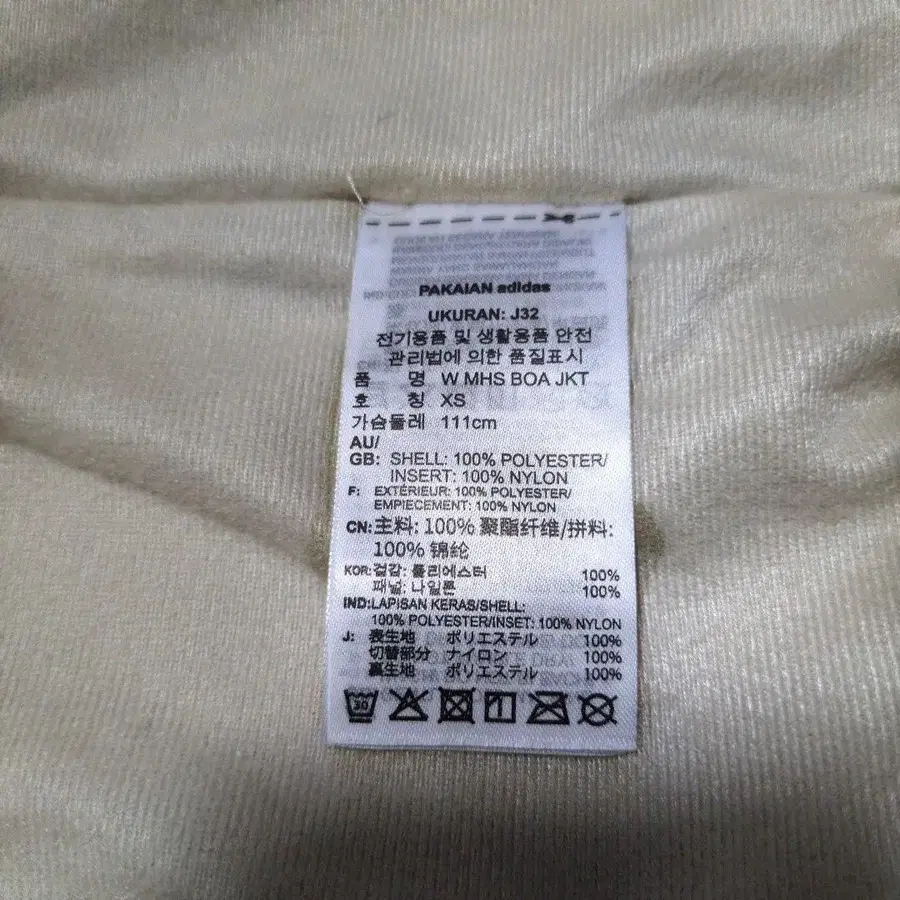 PAKAIAN adidas
UKURAN: J32
전기용품 및 생활용품 안전
관리법에 의한 품질표시
품 명 W MHS BOA JKT
호 칭 XS
가슴둘레 111cm
AU/
GB: SHELL: 100% POLYESTER/
INSERT: 100% NYLON
F: EXTÉRIEUR: 100% POLYESTER/
EMPIECEMENT: 100% NYLON
CN: 主料: 100% 聚酯纤维/拼料:
100% 锦纶
KOR: 겉감: 폴리에스터 100%
패널: 나일론 100%
IND: LAPISAN KERAS/SHELL:
100% POLYESTER/INSET: 100% NYLON
J: 表生地 ポリエステル 100%
切替部分 ナイロン 100%
裏生地 ポリエステル 100%
30